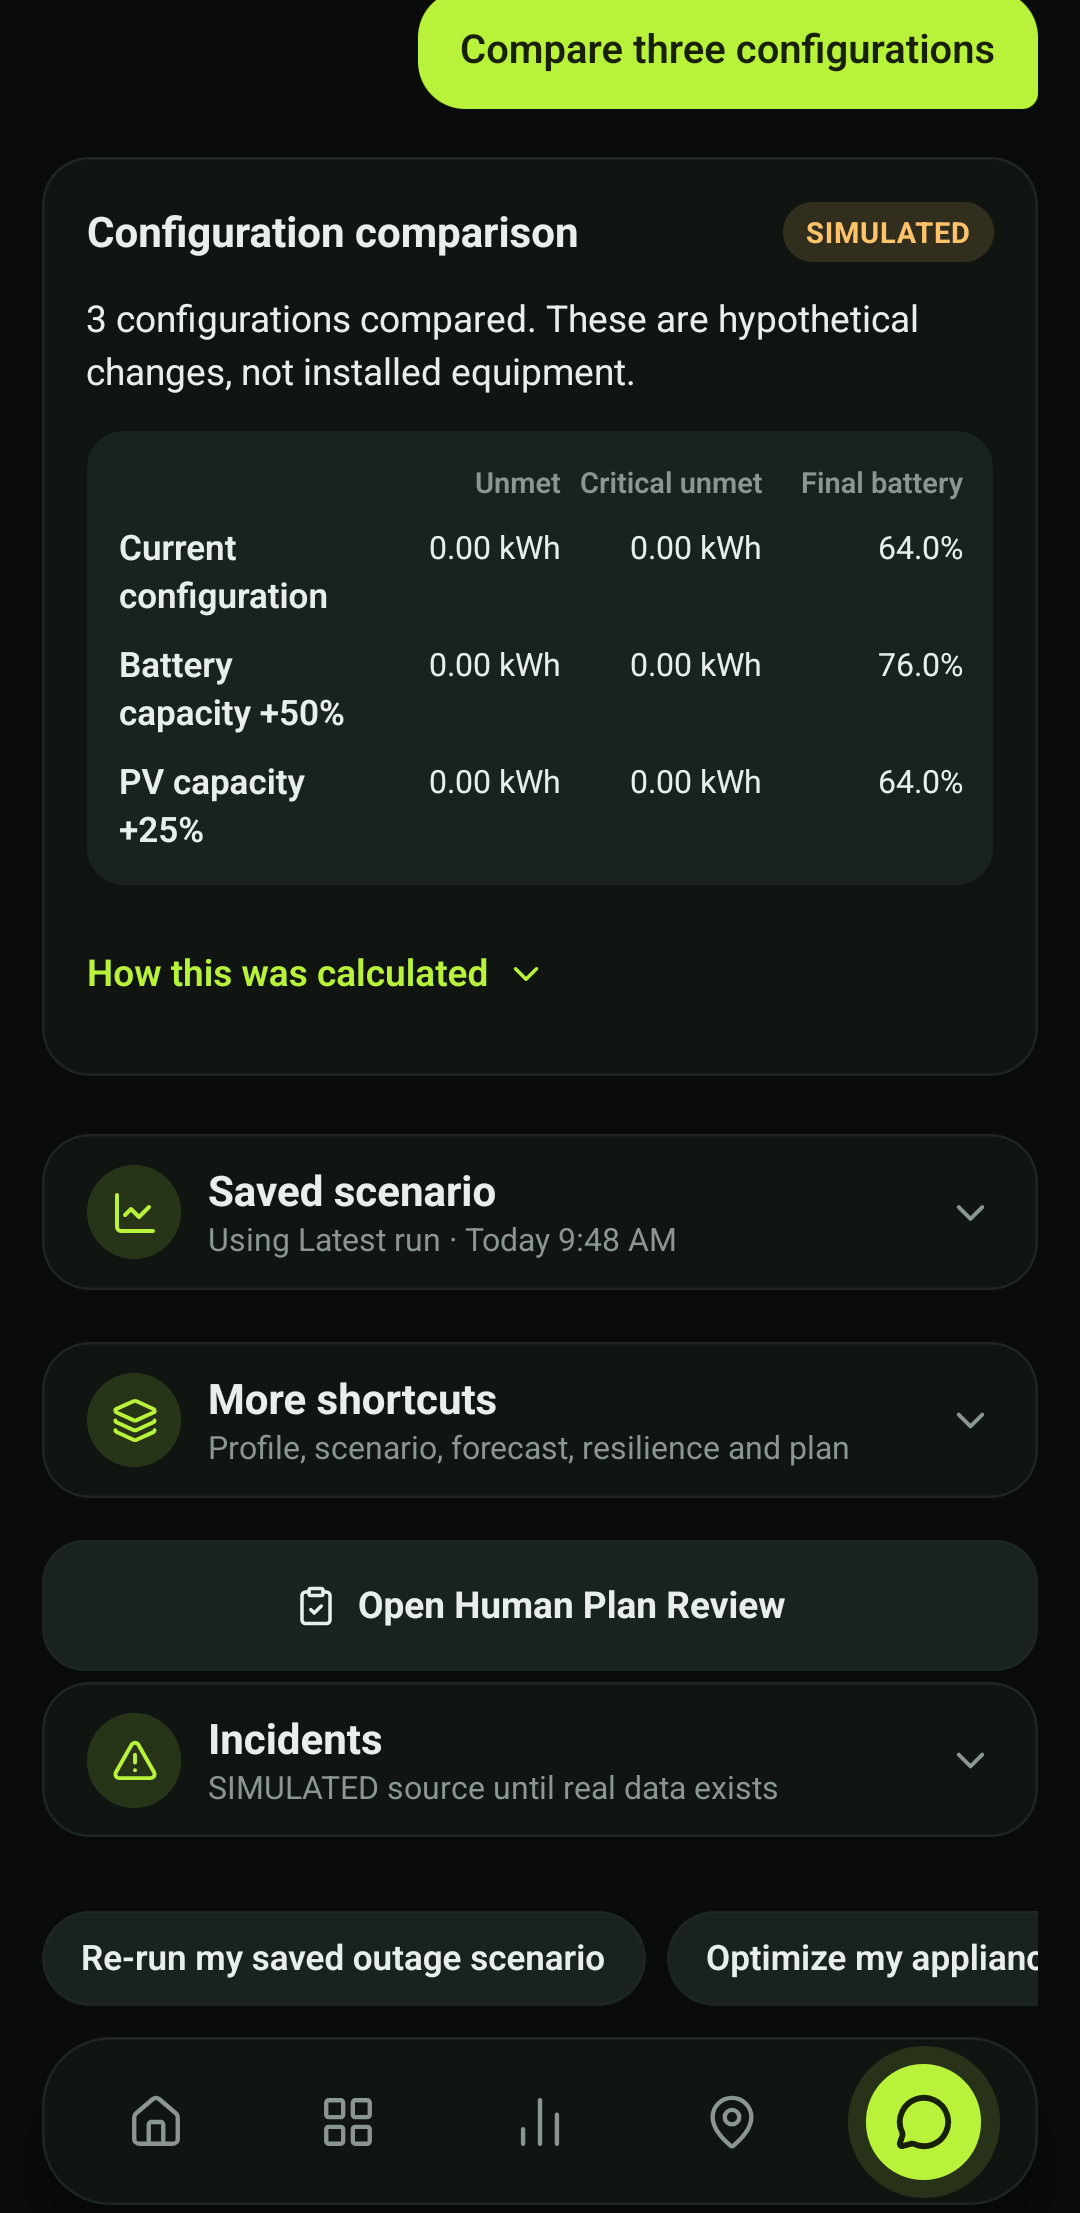 Compare three configurations
Configuration comparison
SIMULATED
3 configurations compared. These are hypothetical
changes, not installed equipment.
Unmet Critical unmet Final battery
Current configuration 0.00 kWh 0.00 kWh 64.0%
Battery capacity +50% 0.00 kWh 0.00 kWh 76.0%
PV capacity +25% 0.00 kWh 0.00 kWh 64.0%
How this was calculated
Saved scenario
Using Latest run · Today 9:48 AM
More shortcuts
Profile, scenario, forecast, resilience and plan
Open Human Plan Review
Incidents
SIMULATED source until real data exists
Re-run my saved outage scenario
Optimize my